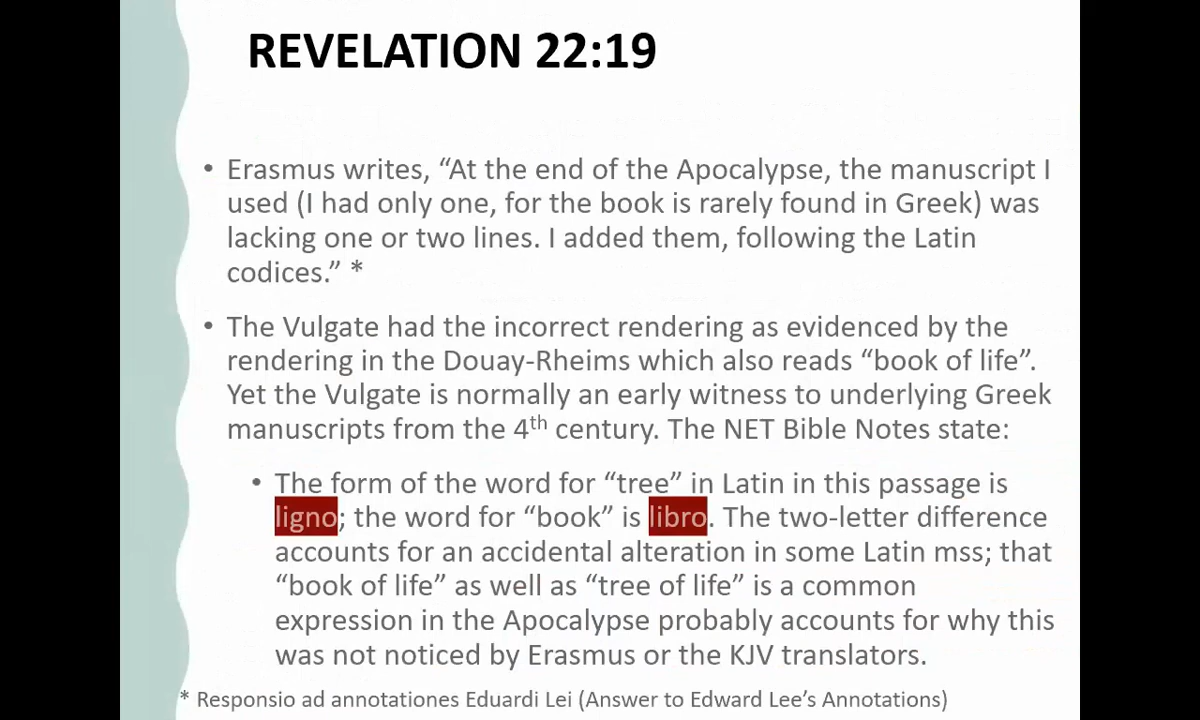 REVELATION 22:19
• Erasmus writes, “At the end of the Apocalypse, the manuscript I
used (I had only one, for the book is rarely found in Greek) was
lacking one or two lines. I added them, following the Latin
codices.” *
• The Vulgate had the incorrect rendering as evidenced by the
rendering in the Douay-Rheims which also reads “book of life”.
Yet the Vulgate is normally an early witness to underlying Greek
manuscripts from the 4th century. The NET Bible Notes state:
• The form of the word for “tree” in Latin in this passage is
ligno; the word for “book” is libro. The two-letter difference
accounts for an accidental alteration in some Latin mss; that
“book of life” as well as “tree of life” is a common
expression in the Apocalypse probably accounts for why this
was not noticed by Erasmus or the KJV translators.
* Responsio ad annotationes Eduardi Lei (Answer to Edward Lee’s Annotations)